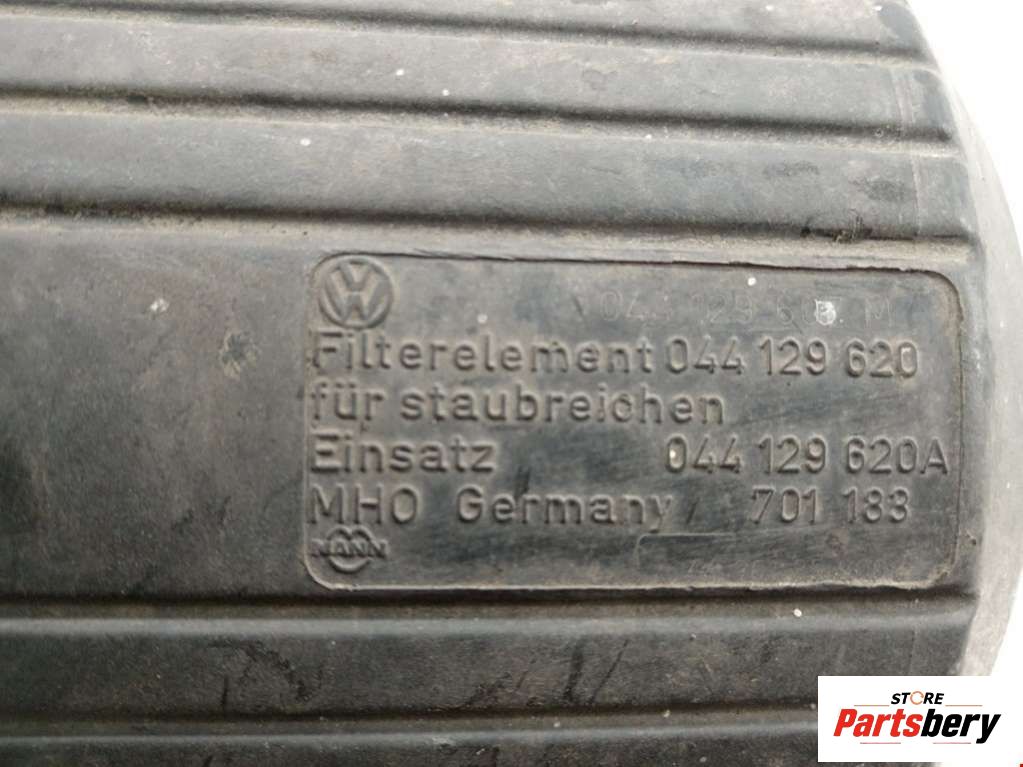 Filterelement 044 129 620
für staubreichen
Einsatz 044 129 620A
MHO Germany 701 183
MANN
STORE
Partsbery